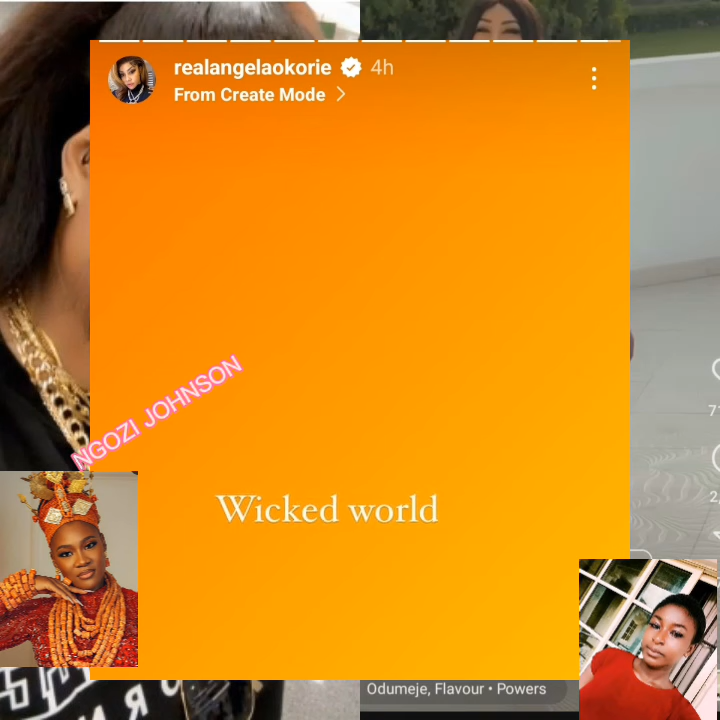 realangelaokorie 4h
From Create Mode
NGOZI JOHNSON
Wicked world
Odumeje, Flavour • Powers